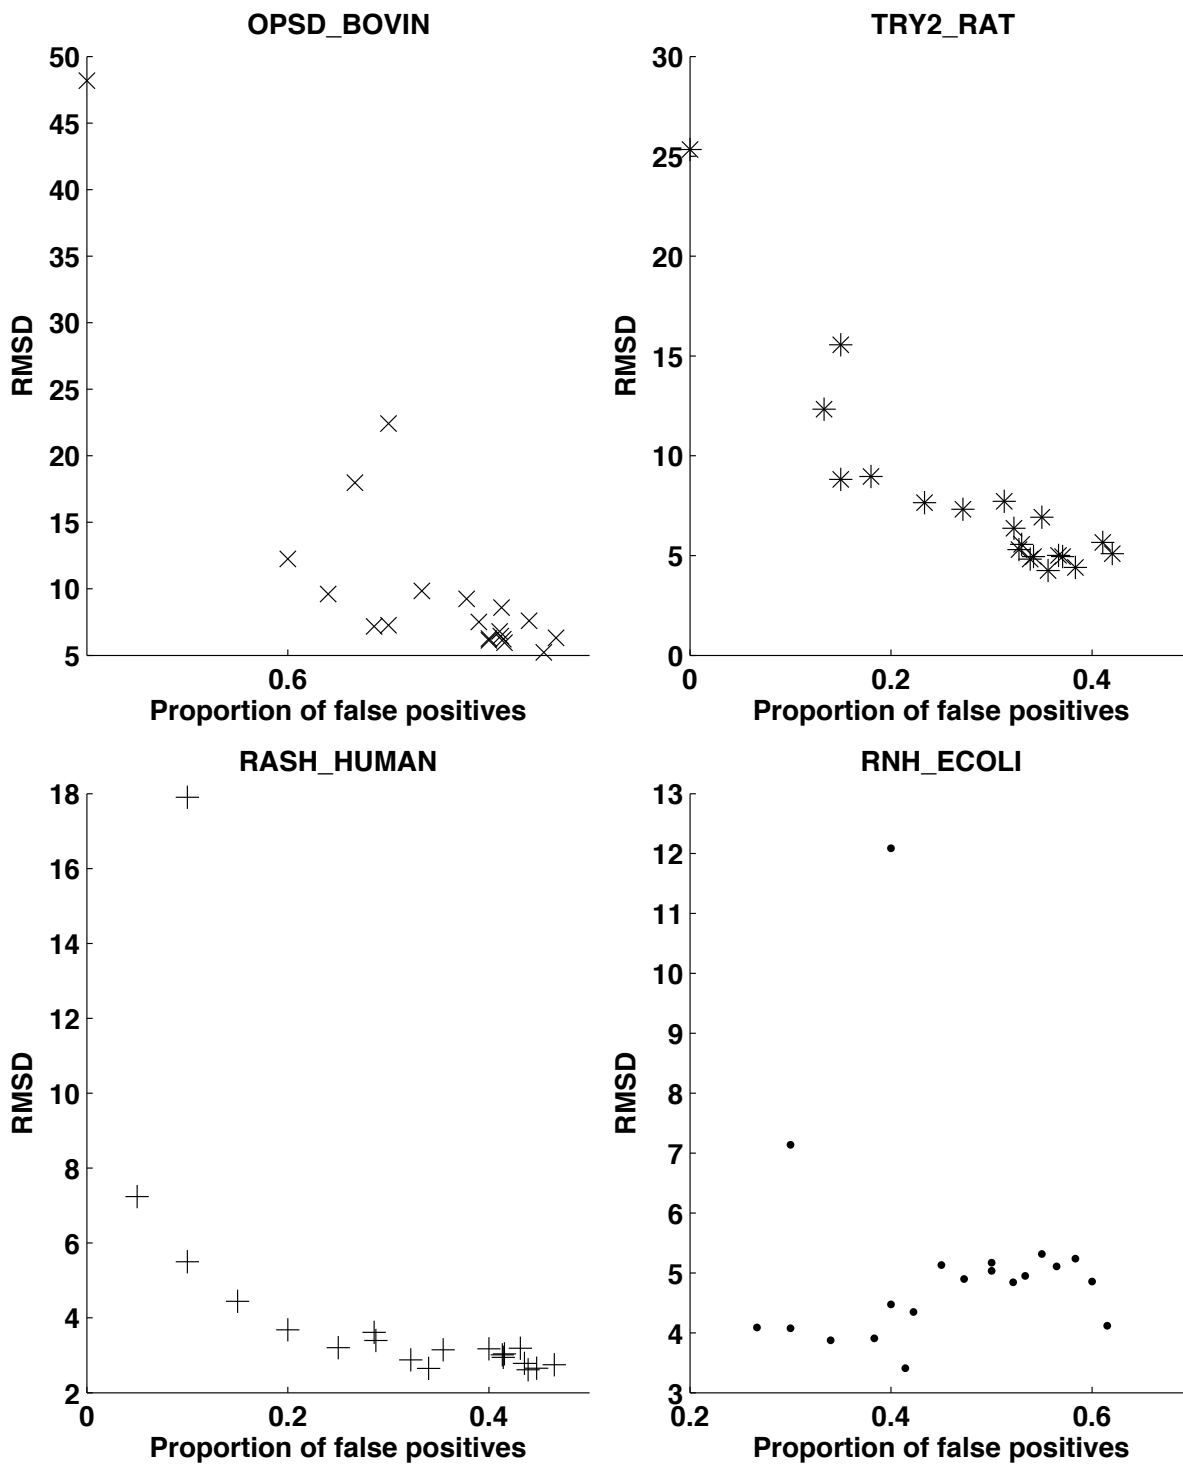 OPSD_BOVIN
50
45
40
35
30
25
20
15
10
5
RMSD
0.6
Proportion of false positives
TRY2_RAT
30
25
20
15
10
5
0
RMSD
0 0.2 0.4
Proportion of false positives
RASH_HUMAN
18
16
14
12
10
8
6
4
2
RMSD
0 0.2 0.4
Proportion of false positives
RNH_ECOLI
13
12
11
10
9
8
7
6
5
4
3
RMSD
0.2 0.4 0.6
Proportion of false positives